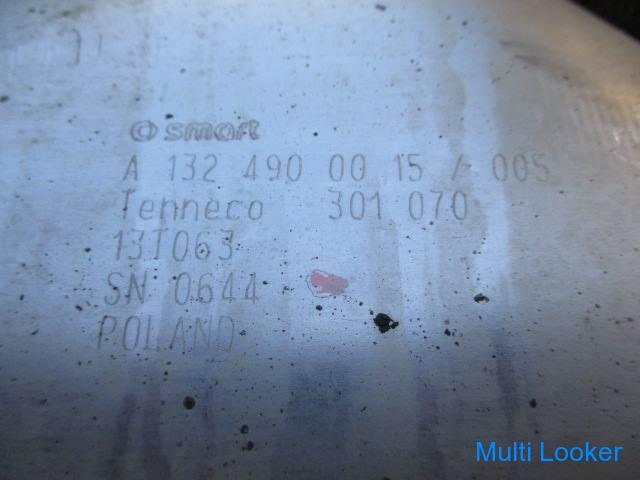 smart
A 132 490 00 15 / 005
Tenneco 301 070
13T063
SN 0644
POLAND
Multi Looker